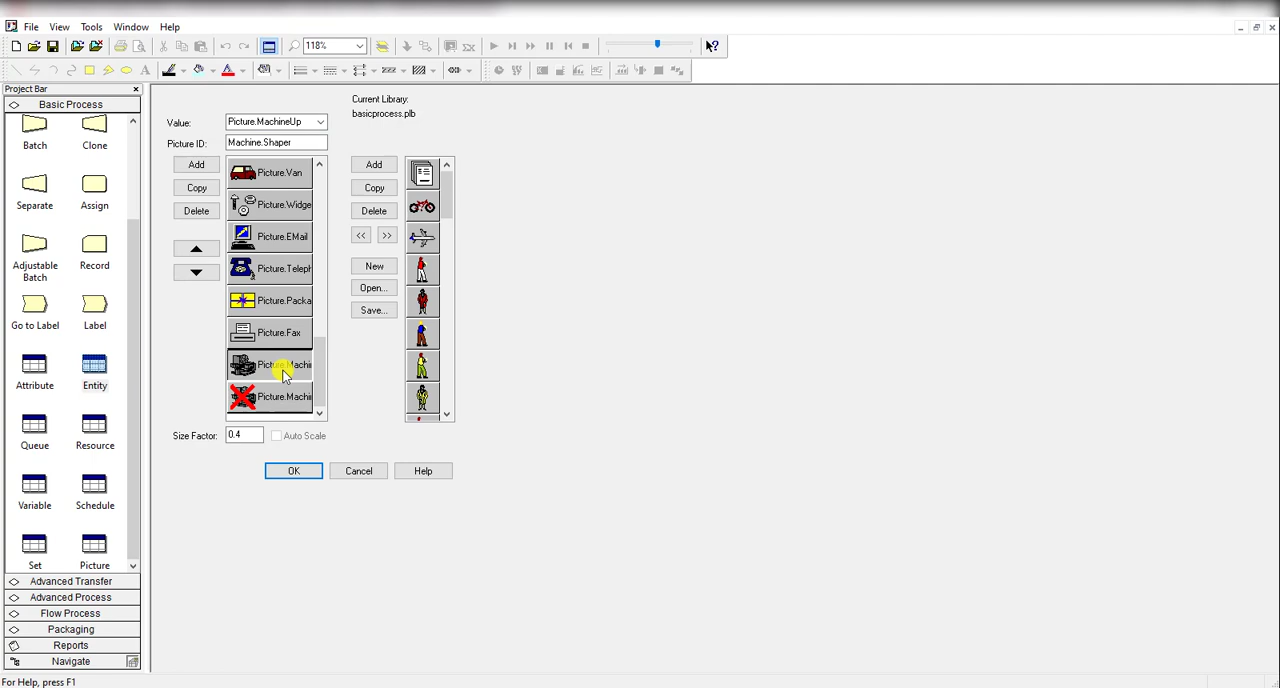 File View Tools Window Help
118%
Project Bar
Basic Process
Batch Clone
Separate Assign
Adjustable Batch Record
Go to Label Label
Attribute Entity
Queue Resource
Variable Schedule
Set Picture
Advanced Transfer
Advanced Process
Flow Process
Packaging
Reports
Navigate
Current Library:
basicprocess.plb
Value: Picture.MachineUp
Picture ID: Machine.Shaper
Add
Copy
Delete
Picture.Van
Picture.Widge
Picture.EMail
Picture.Teleph
Picture.Packa
Picture.Fax
Picture.Machin
Picture.Machin
Add
Copy
Delete
<< >>
New
Open...
Save...
Size Factor: 0.4 Auto Scale
OK Cancel Help
For Help, press F1